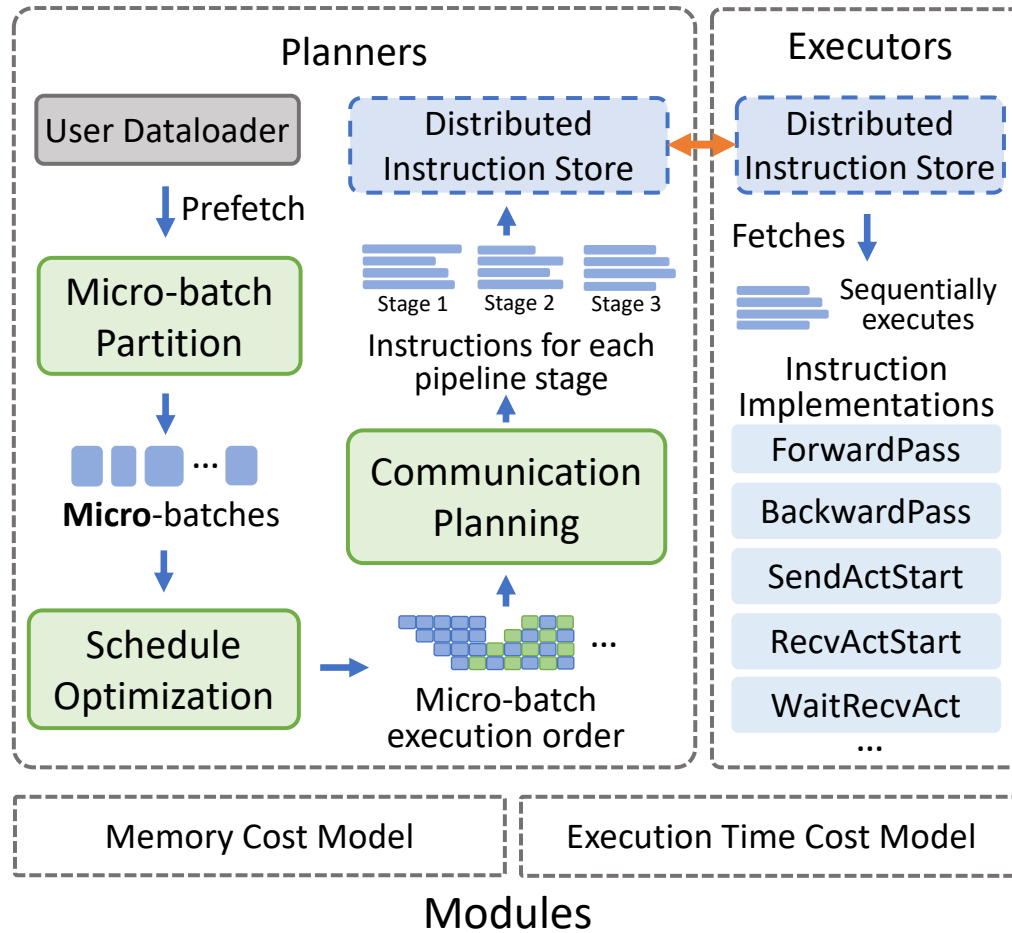 Planners
User Dataloader
Prefetch
Micro-batch
Partition
...
Micro-batches
Schedule
Optimization
Distributed
Instruction Store
Stage 1
Stage 2
Stage 3
Instructions for each
pipeline stage
Communication
Planning
...
Micro-batch
execution order
Executors
Distributed
Instruction Store
Fetches
Sequentially
executes
Instruction
Implementations
ForwardPass
BackwardPass
SendActStart
RecvActStart
WaitRecvAct
...
Memory Cost Model
Execution Time Cost Model
Modules